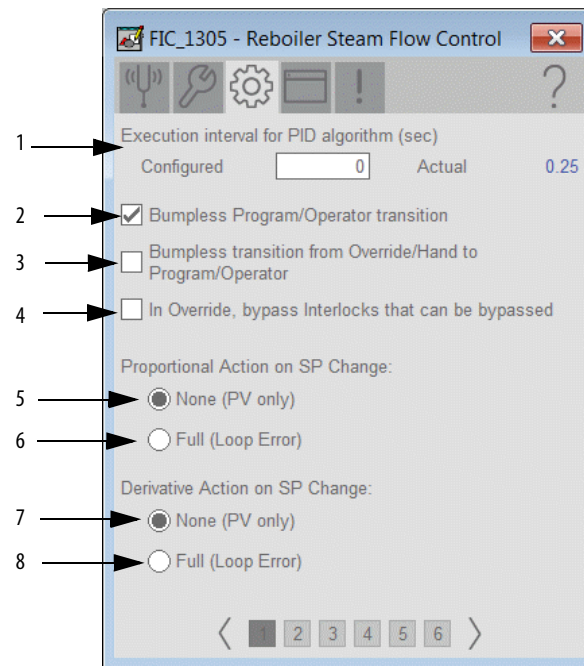 FIC_1305 - Reboiler Steam Flow Control
1
Execution interval for PID algorithm (sec)
Configured 0 Actual 0.25
2
Bumpless Program/Operator transition
3
Bumpless transition from Override/Hand to
Program/Operator
4
In Override, bypass Interlocks that can be bypassed
Proportional Action on SP Change:
5
None (PV only)
6
Full (Loop Error)
Derivative Action on SP Change:
7
None (PV only)
8
Full (Loop Error)
1 2 3 4 5 6